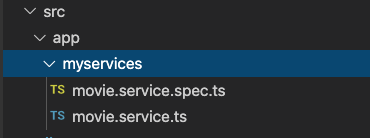 src
app
myservices
TS movie.service.spec.ts
TS movie.service.ts